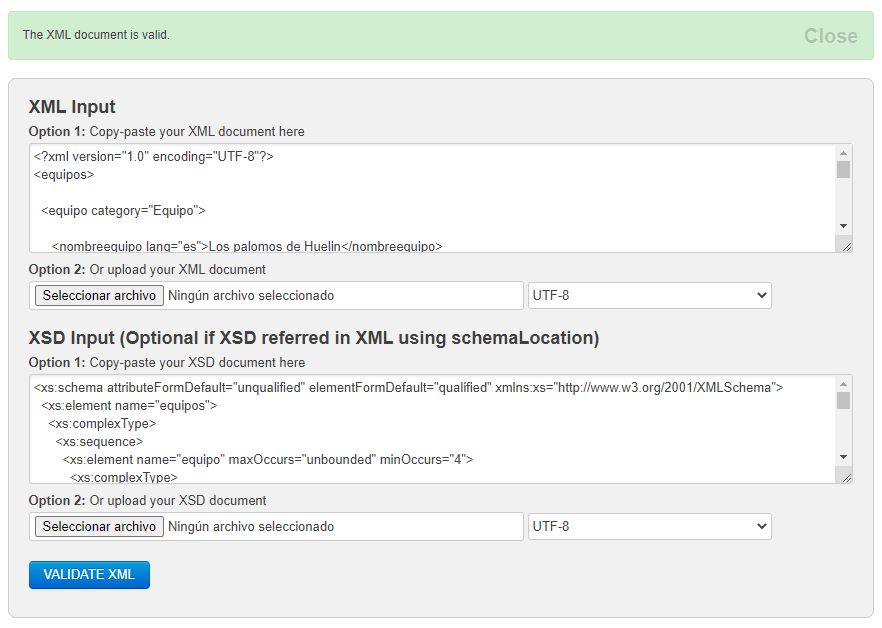 The XML document is valid.
Close
XML Input
Option 1: Copy-paste your XML document here
<?xml version="1.0" encoding="UTF-8"?>
<equipos>
<equipo category="Equipo">
<nombreequipo lang="es">Los palomos de Huelin</nombreequipo>
Option 2: Or upload your XML document
Seleccionar archivo Ningún archivo seleccionado
UTF-8
XSD Input (Optional if XSD referred in XML using schemaLocation)
Option 1: Copy-paste your XSD document here
<xs:schema attributeFormDefault="unqualified" elementFormDefault="qualified" xmlns:xs="http://www.w3.org/2001/XMLSchema">
<xs:element name="equipos">
<xs:complexType>
<xs:sequence>
<xs:element name="equipo" maxOccurs="unbounded" minOccurs="4">
<xs:complexType>
Option 2: Or upload your XSD document
Seleccionar archivo Ningún archivo seleccionado
UTF-8
VALIDATE XML